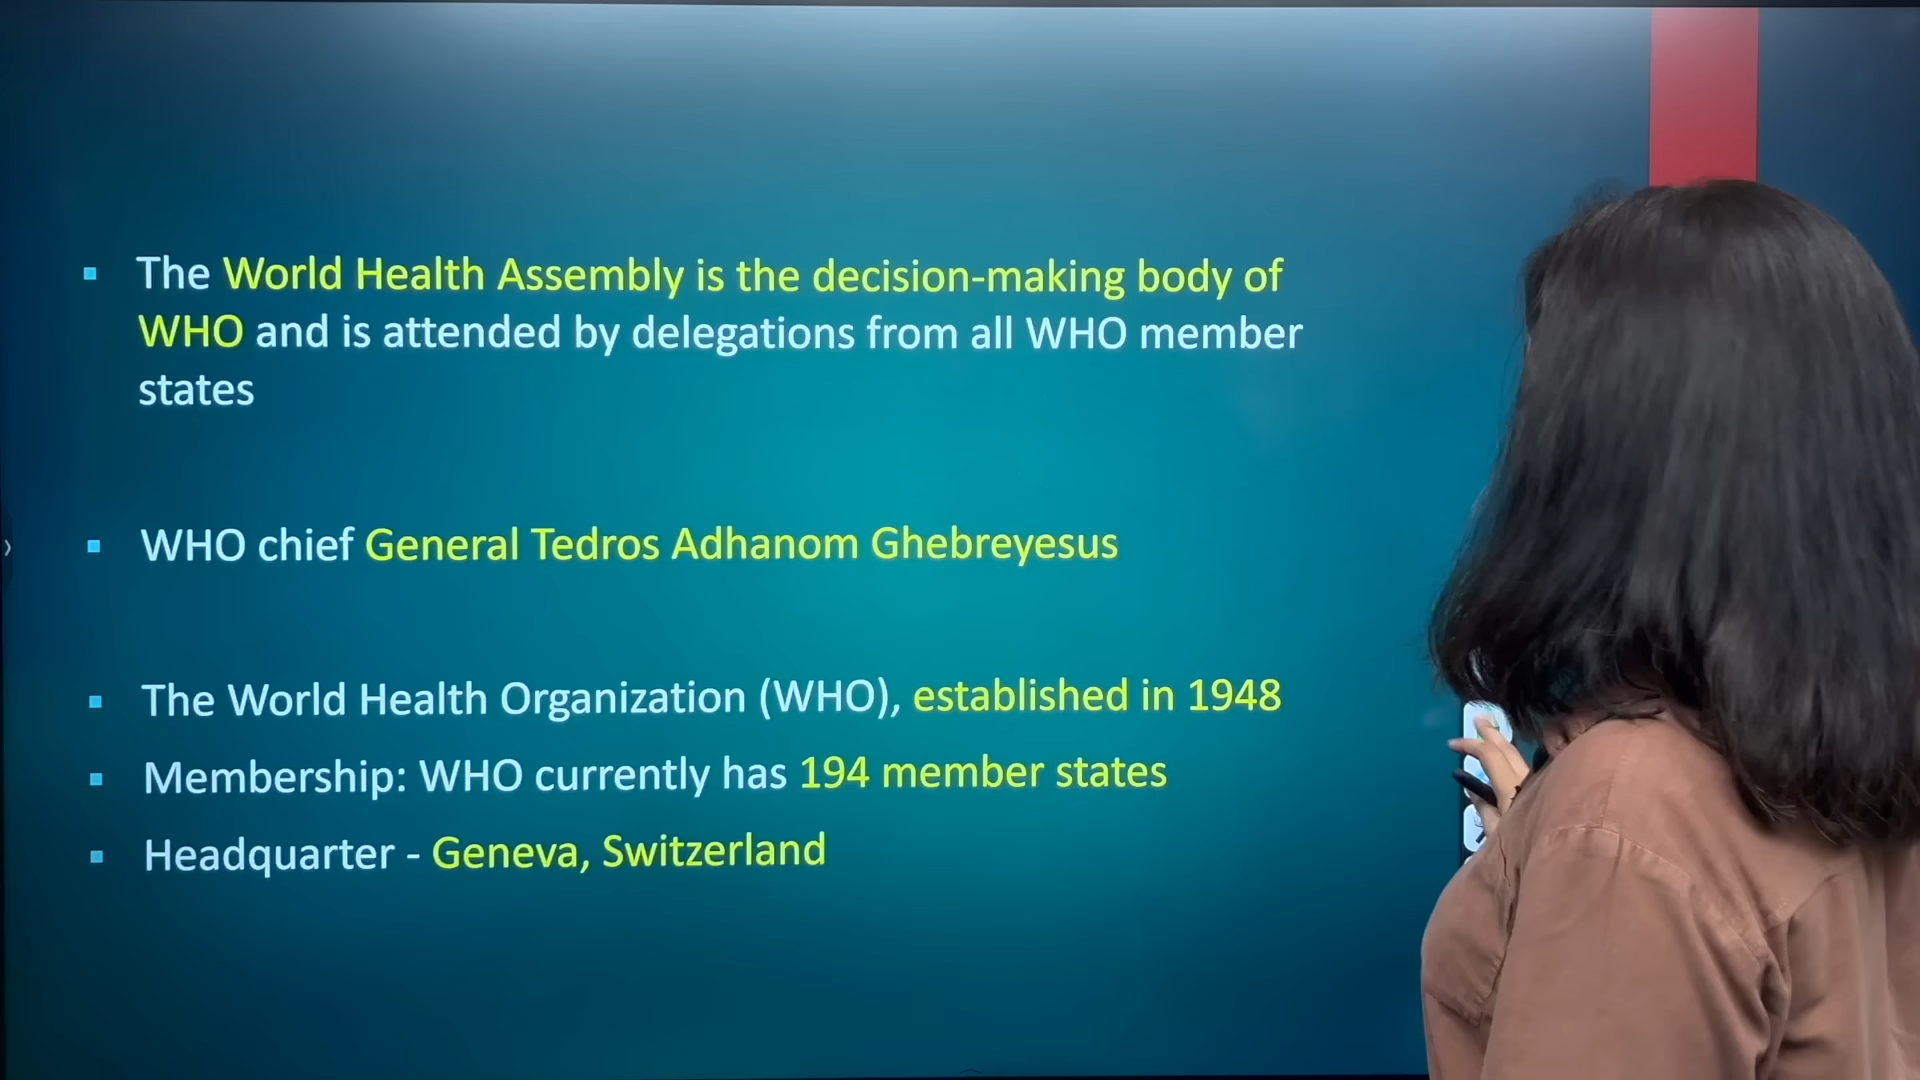 The World Health Assembly is the decision-making body of
WHO and is attended by delegations from all WHO member
states
WHO chief General Tedros Adhanom Ghebreyesus
The World Health Organization (WHO), established in 1948
Membership: WHO currently has 194 member states
Headquarter - Geneva, Switzerland